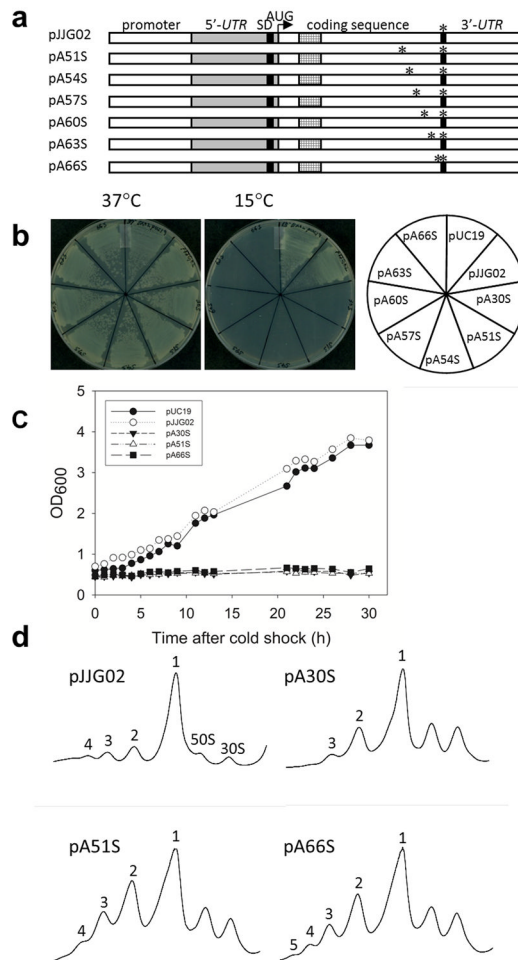 a
promoter 5'-UTR SD AUG coding sequence * 3'-UTR
pJJG02
pA51S * *
pA54S * *
pA57S * *
pA60S * *
pA63S * *
pA66S **
b
37°C 15°C
pA66S pUC19
pA63S pJJG02
pA60S pA30S
pA57S pA51S
pA54S
c
5
4
3
2
1
0
OD600
pUC19
pJJG02
pA30S
pA51S
pA66S
0 5 10 15 20 25 30
Time after cold shock (h)
d
pJJG02
4 3 2 1 50S 30S
pA30S
3 2 1
pA51S
4 3 2 1
pA66S
5 4 3 2 1